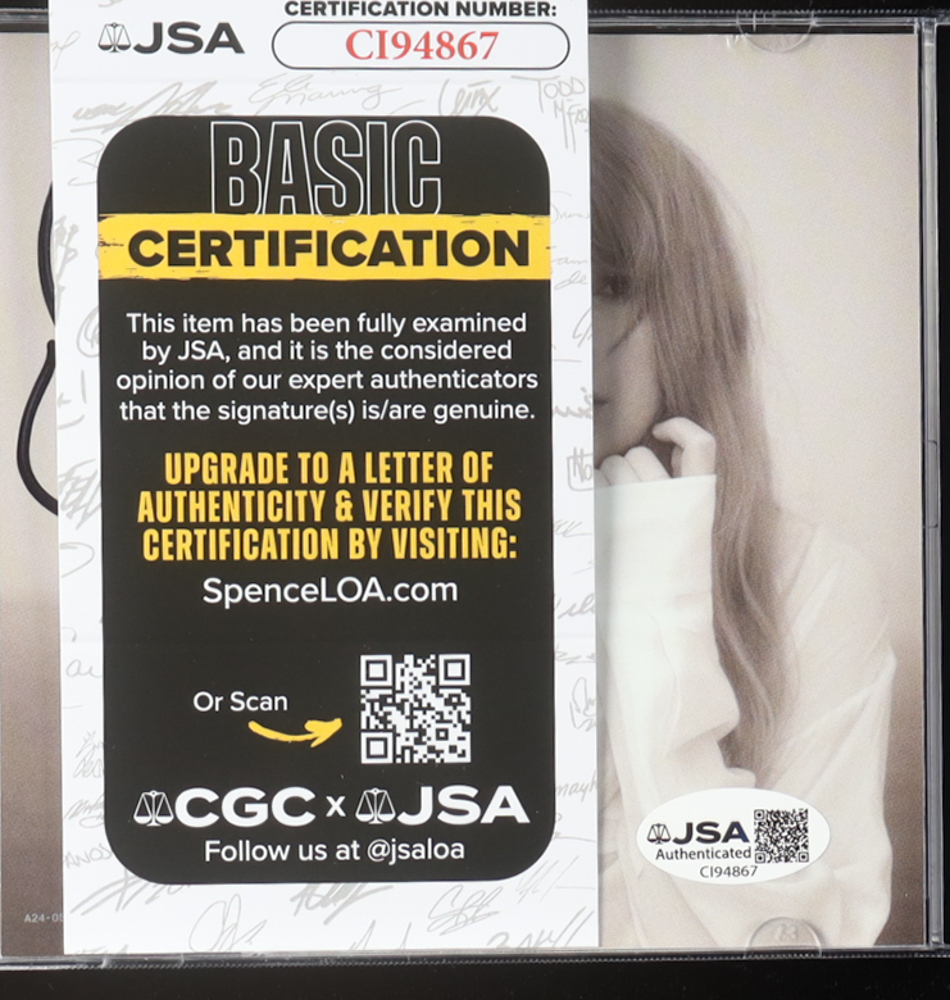 JSA
CERTIFICATION NUMBER:
CI94867
BASIC
CERTIFICATION
This item has been fully examined
by JSA, and it is the considered
opinion of our expert authenticators
that the signature(s) is/are genuine.
UPGRADE TO A LETTER OF
AUTHENTICITY & VERIFY THIS
CERTIFICATION BY VISITING:
SpenceLOA.com
Or Scan
CGC x JSA
Follow us at @jsaloa
JSA
Authenticated
CI94867